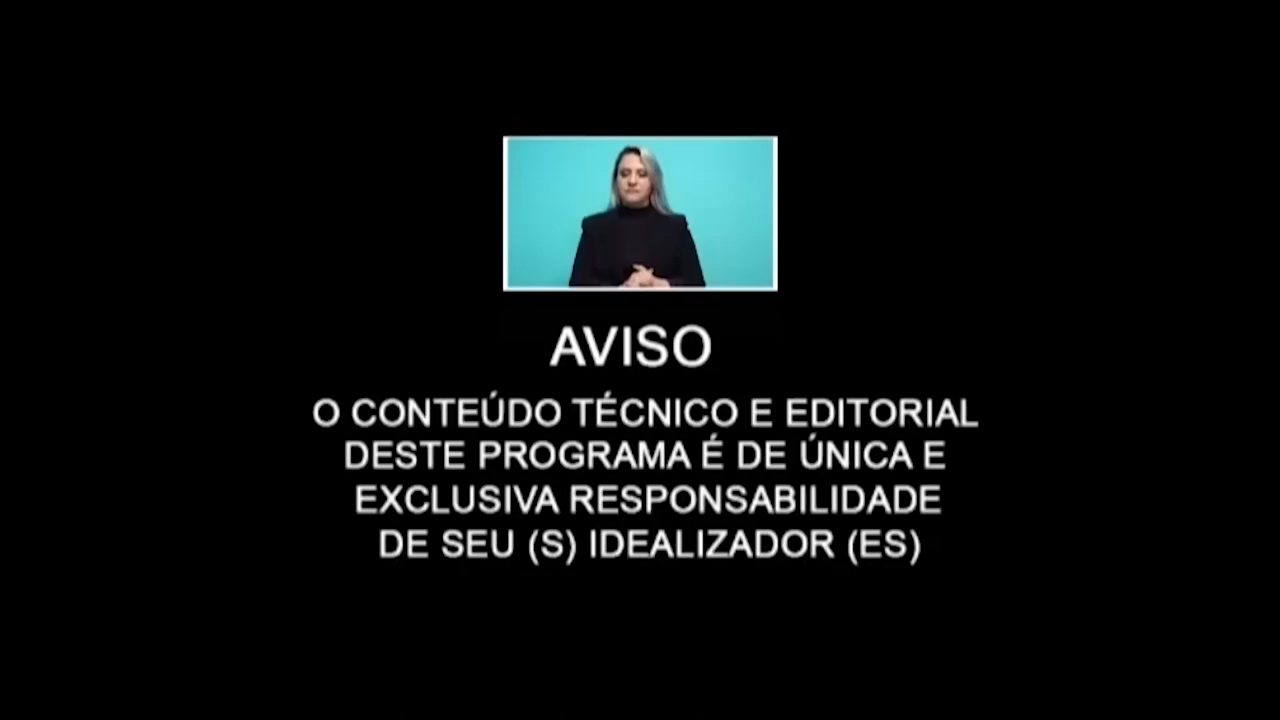 AVISO
O CONTEÚDO TÉCNICO E EDITORIAL
DESTE PROGRAMA É DE ÚNICA E
EXCLUSIVA RESPONSABILIDADE
DE SEU (S) IDEALIZADOR (ES)